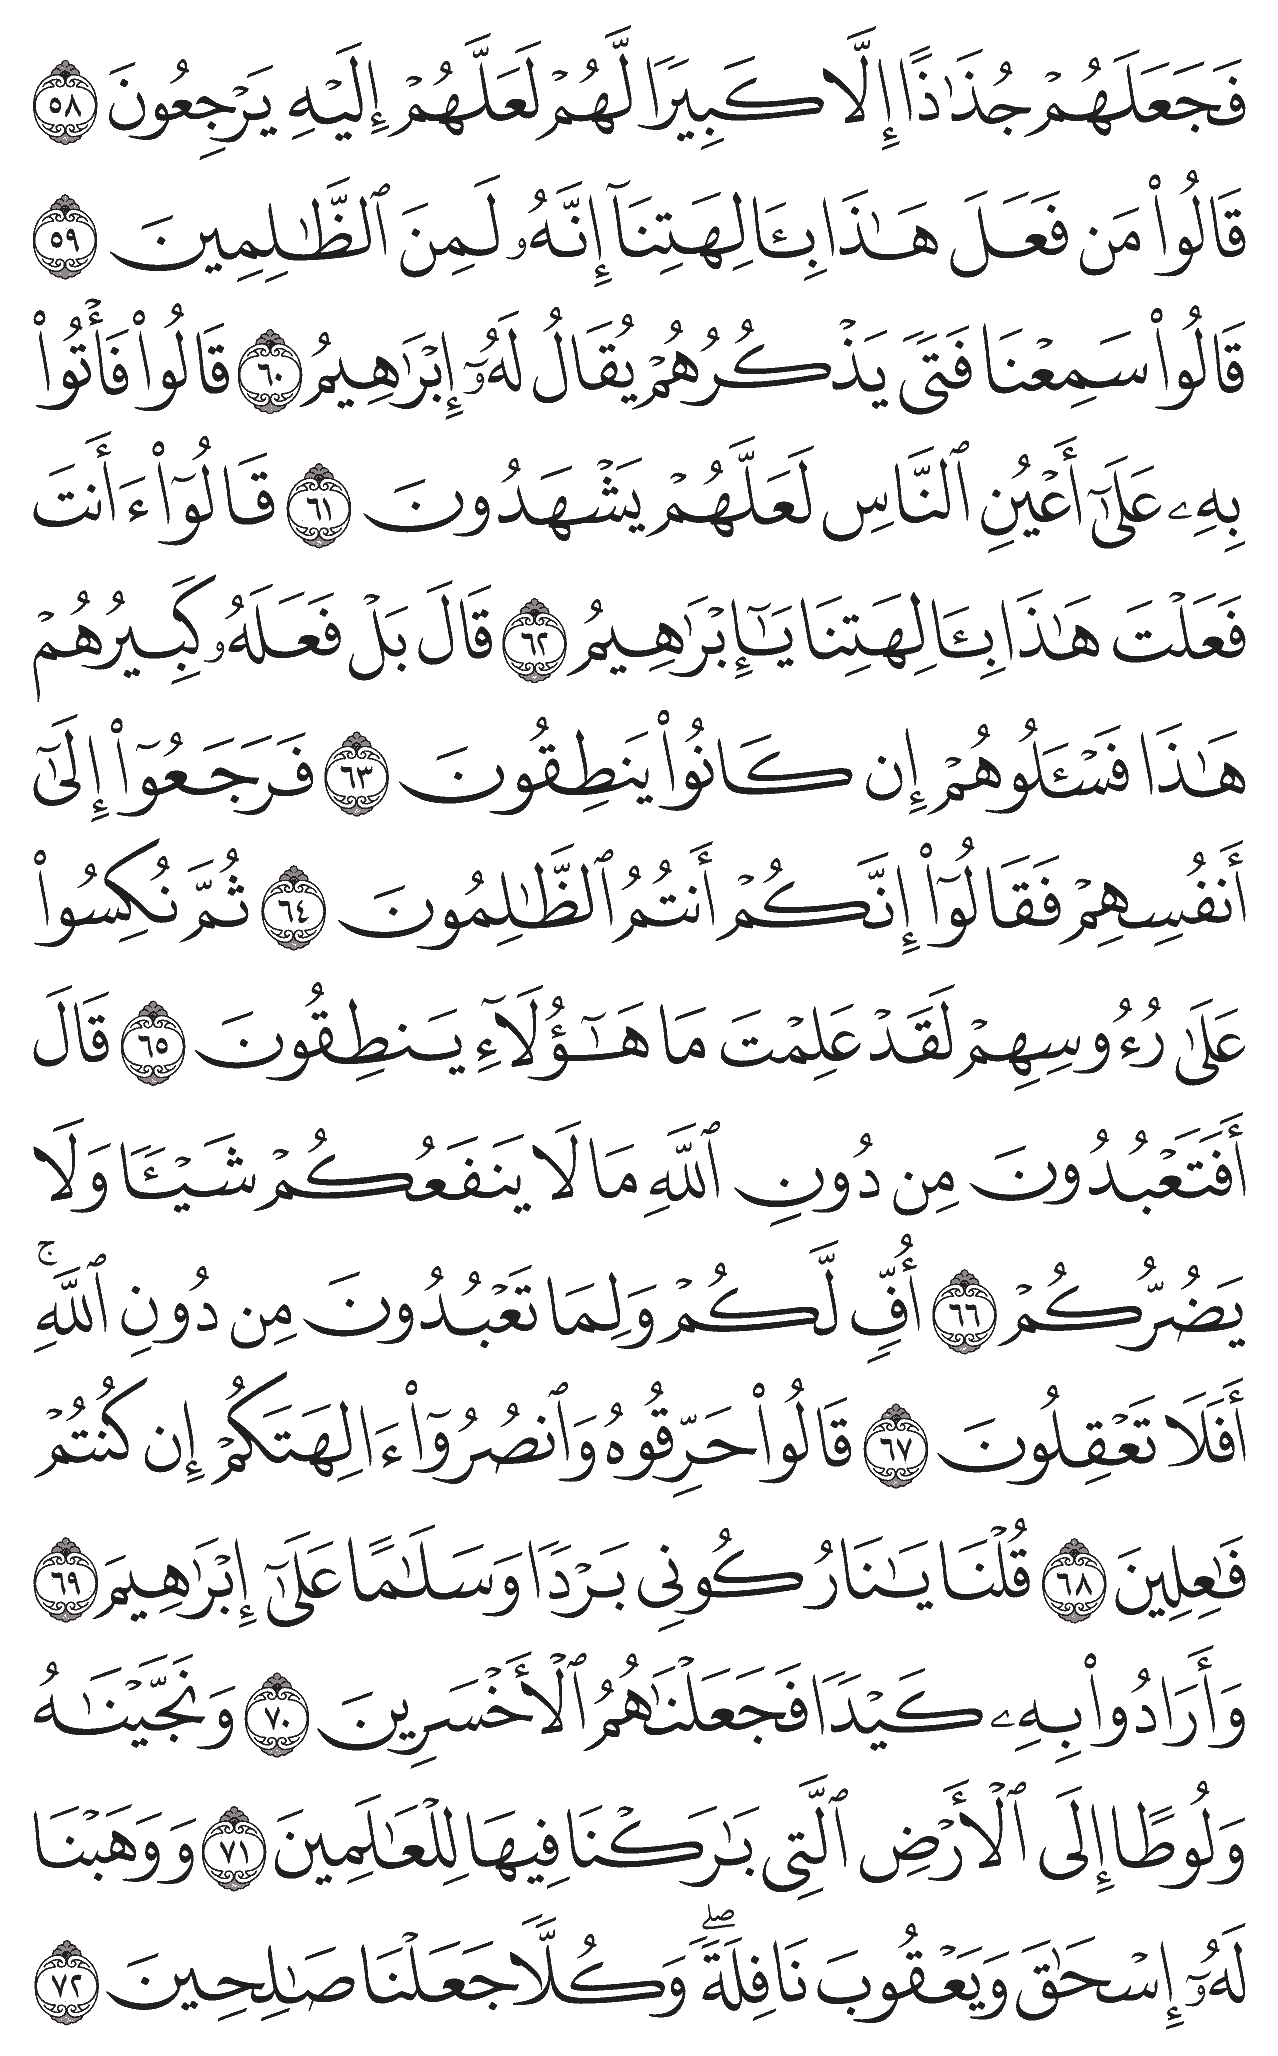 فَجَعَلَهُمْ جُذَٰذًا إِلَّا كَبِيرًا لَّهُمْ لَعَلَّهُمْ إِلَيْهِ يَرْجِعُونَ ٥٨
قَالُوا۟ مَن فَعَلَ هَٰذَا بِـَٔالِهَتِنَآ إِنَّهُۥ لَمِنَ ٱلظَّٰلِمِينَ ٥٩
قَالُوا۟ سَمِعْنَا فَتًى يَذْكُرُهُمْ يُقَالُ لَهُۥٓ إِبْرَٰهِيمُ ٦٠ قَالُوا۟ فَأْتُوا۟
بِهِۦ عَلَىٰٓ أَعْيُنِ ٱلنَّاسِ لَعَلَّهُمْ يَشْهَدُونَ ٦١ قَالُوٓا۟ ءَأَنتَ
فَعَلْتَ هَٰذَا بِـَٔالِهَتِنَا يَٰٓإِبْرَٰهِيمُ ٦٢ قَالَ بَلْ فَعَلَهُۥ كَبِيرُهُمْ
هَٰذَا فَسْـَٔلُوهُمْ إِن كَانُوا۟ يَنطِقُونَ ٦٣ فَرَجَعُوٓا۟ إِلَىٰٓ
أَنفُسِهِمْ فَقَالُوٓا۟ إِنَّكُمْ أَنتُمُ ٱلظَّٰلِمُونَ ٦٤ ثُمَّ نُكِسُوا۟
عَلَىٰ رُءُوسِهِمْ لَقَدْ عَلِمْتَ مَا هَٰٓؤُلَآءِ يَنطِقُونَ ٦٥ قَالَ
أَفَتَعْبُدُونَ مِن دُونِ ٱللَّهِ مَا لَا يَنفَعُكُمْ شَيْـًٔا وَلَا
يَضُرُّكُمْ ٦٦ أُفٍّ لَّكُمْ وَلِمَا تَعْبُدُونَ مِن دُونِ ٱللَّهِ ۚ
أَفَلَا تَعْقِلُونَ ٦٧ قَالُوا۟ حَرِّقُوهُ وَٱنصُرُوٓا۟ ءَالِهَتَكُمْ إِن كُنتُمْ
فَٰعِلِينَ ٦٨ قُلْنَا يَٰنَارُ كُونِى بَرْدًا وَسَلَٰمًا عَلَىٰٓ إِبْرَٰهِيمَ ٦٩
وَأَرَادُوا۟ بِهِۦ كَيْدًا فَجَعَلْنَٰهُمُ ٱلْأَخْسَرِينَ ٧٠ وَنَجَّيْنَٰهُ
وَلُوطًا إِلَى ٱلْأَرْضِ ٱلَّتِى بَٰرَكْنَا فِيهَا لِلْعَٰلَمِينَ ٧١ وَوَهَبْنَا
لَهُۥٓ إِسْحَٰقَ وَيَعْقُوبَ نَافِلَةً ۖ وَكُلًّا جَعَلْنَا صَٰلِحِينَ ٧٢